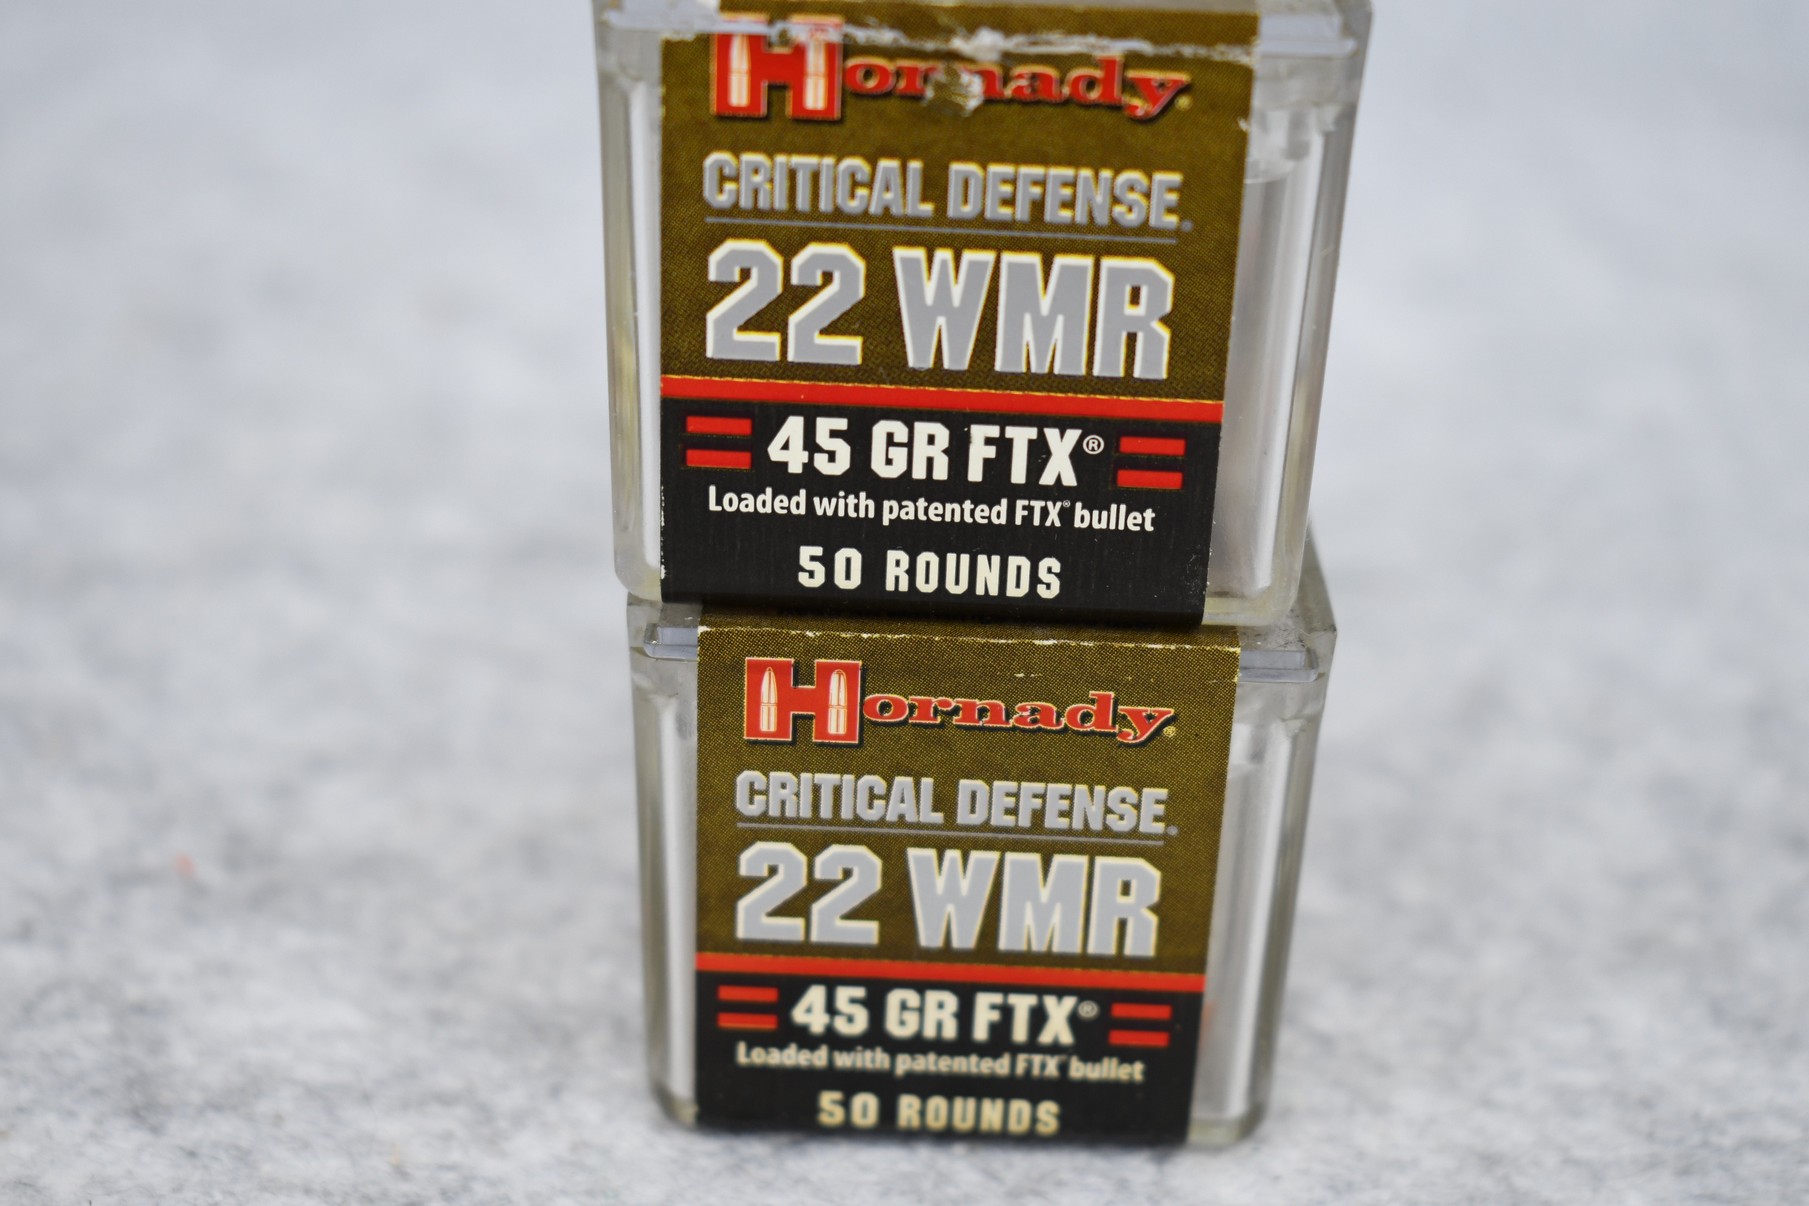 Hornady®
CRITICAL DEFENSE®
22 WMR
45 GR FTX®
Loaded with patented FTX® bullet
50 ROUNDS
Hornady®
CRITICAL DEFENSE®
22 WMR
45 GR FTX®
Loaded with patented FTX® bullet
50 ROUNDS